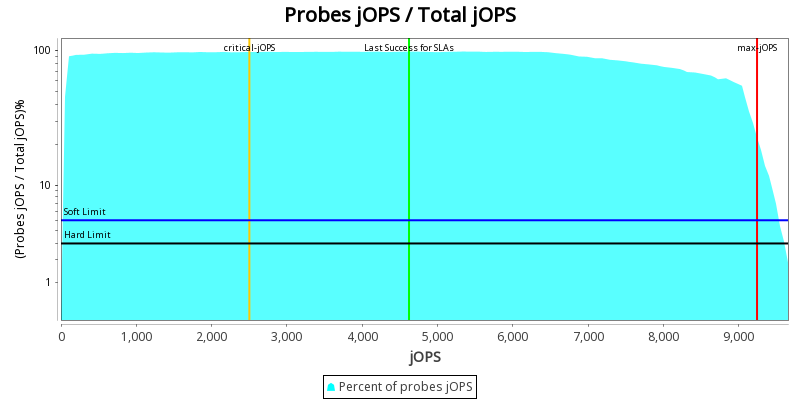 Probes jOPS / Total jOPS
critical-jOPS
Last Success for SLAs
max-jOPS
(Probes jOPS / Total jOPS)%
100
10
1
Soft Limit
Hard Limit
0
1,000
2,000
3,000
4,000
5,000
6,000
7,000
8,000
9,000
jOPS
Percent of probes jOPS